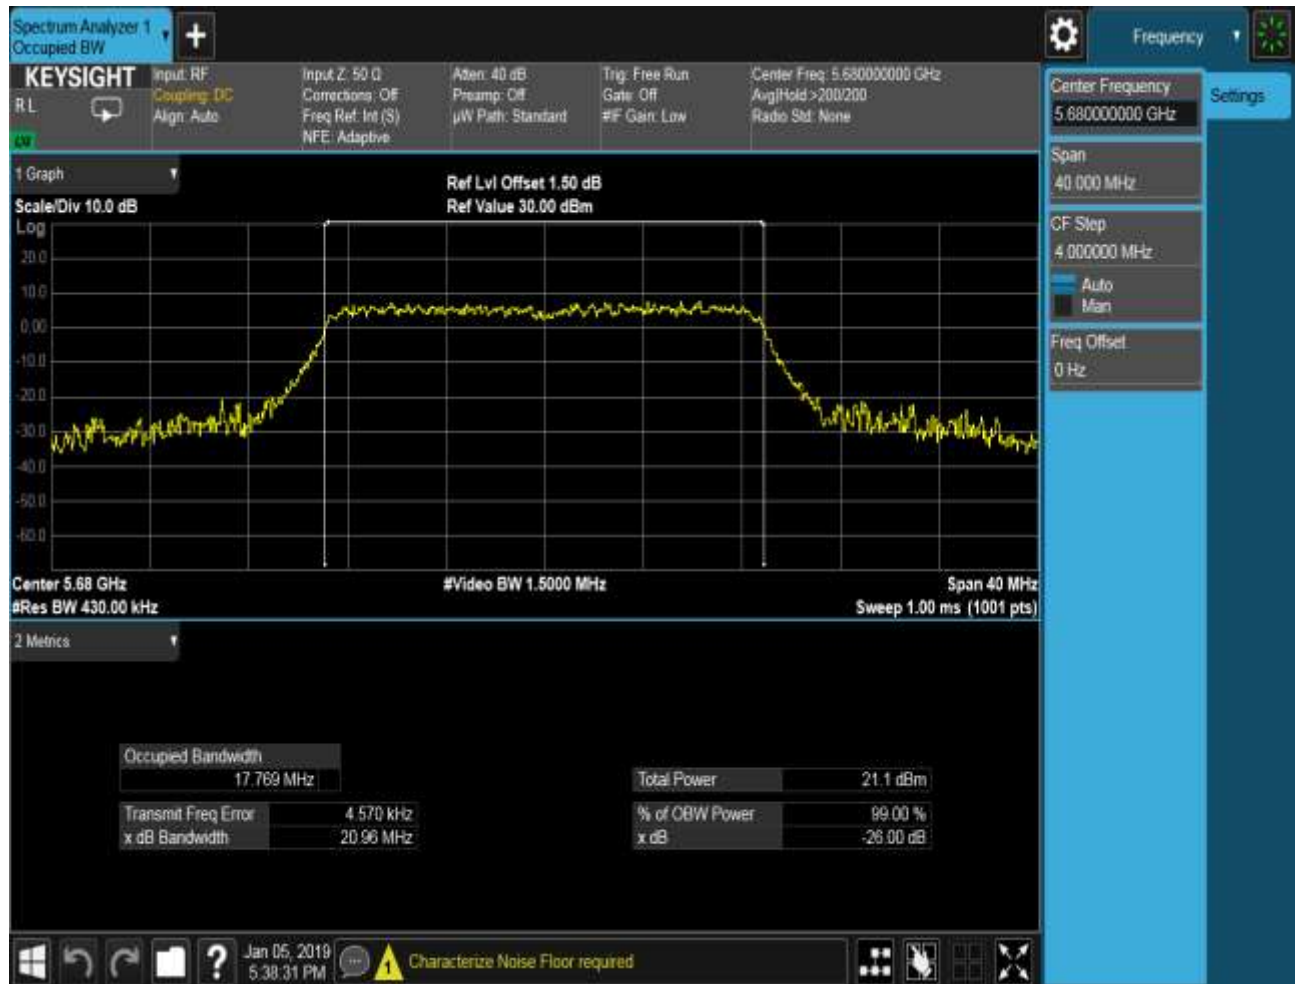 Spectrum Analyzer 1
Occupied BW
Frequency
KEYSIGHT
R L
Input: RF
Coupling: DC
Align: Auto
Input Z: 50 Ω
Corrections: Off
Freq Ref: Int (S)
NFE: Adaptive
Atten: 40 dB
Preamp: Off
µW Path: Standard
Trig: Free Run
Gate: Off
#IF Gain: Low
Center Freq: 5.680000000 GHz
Avg|Hold:>200/200
Radio Std: None
Center Frequency
5.680000000 GHz
Settings
Span
40.000 MHz
CF Step
4.000000 MHz
Auto
Man
Freq Offset
0 Hz
1 Graph
Scale/Div 10.0 dB
Ref Lvl Offset 1.50 dB
Ref Value 30.00 dBm
Log
20.0
10.0
0.00
-10.0
-20.0
-30.0
-40.0
-50.0
-60.0
Center 5.68 GHz
#Video BW 1.5000 MHz
Span 40 MHz
#Res BW 430.00 kHz
Sweep 1.00 ms (1001 pts)
2 Metrics
Occupied Bandwidth
17.769 MHz
Transmit Freq Error 4.570 kHz
x dB Bandwidth 20.96 MHz
Total Power 21.1 dBm
% of OBW Power 99.00 %
x dB -26.00 dB
?
Jan 05, 2019
5:38:31 PM
1
Characterize Noise Floor required